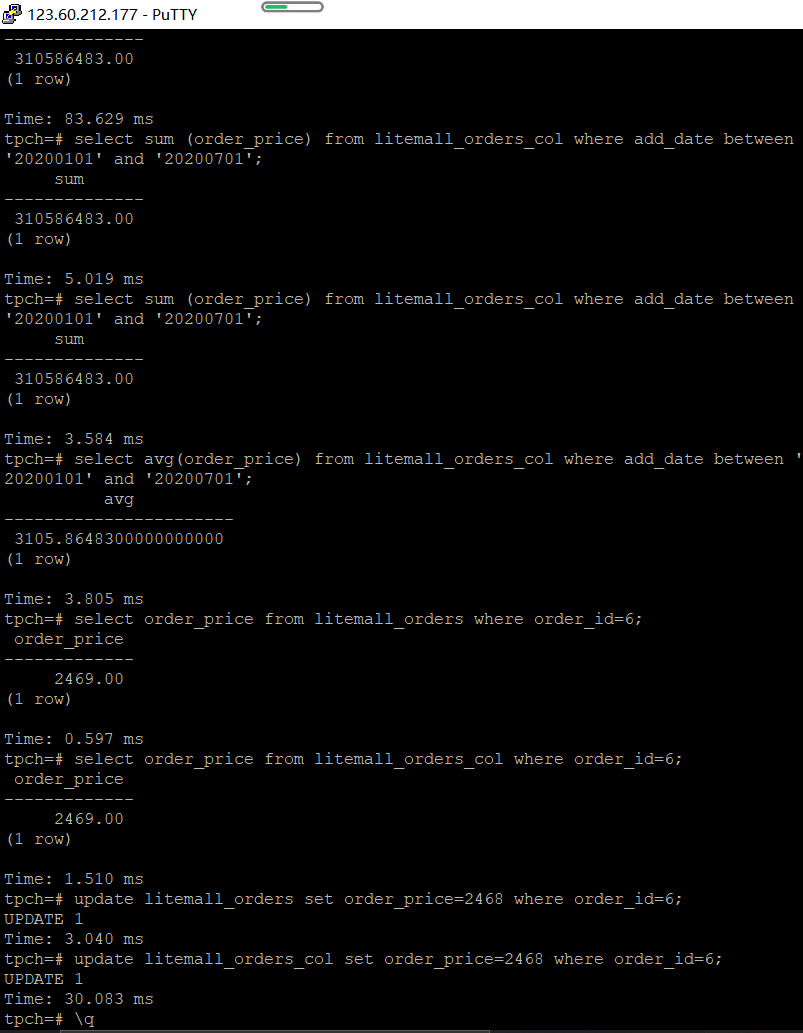 123.60.212.177 - PuTTY
--------------
310586483.00
(1 row)
Time: 83.629 ms
tpch=# select sum (order_price) from litemall_orders_col where add_date between
'20200101' and '20200701';
sum
--------------
310586483.00
(1 row)
Time: 5.019 ms
tpch=# select sum (order_price) from litemall_orders_col where add_date between
'20200101' and '20200701';
sum
--------------
310586483.00
(1 row)
Time: 3.584 ms
tpch=# select avg(order_price) from litemall_orders_col where add_date between '
20200101' and '20200701';
avg
-----------------------
3105.8648300000000000
(1 row)
Time: 3.805 ms
tpch=# select order_price from litemall_orders where order_id=6;
order_price
-------------
2469.00
(1 row)
Time: 0.597 ms
tpch=# select order_price from litemall_orders_col where order_id=6;
order_price
-------------
2469.00
(1 row)
Time: 1.510 ms
tpch=# update litemall_orders set order_price=2468 where order_id=6;
UPDATE 1
Time: 3.040 ms
tpch=# update litemall_orders_col set order_price=2468 where order_id=6;
UPDATE 1
Time: 30.083 ms
tpch=# \q